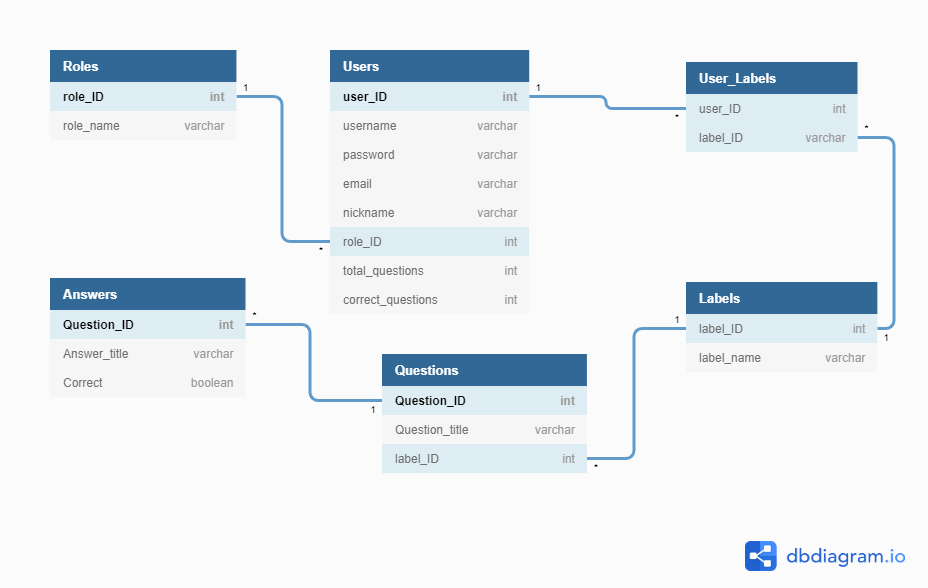 Roles
role_ID int
role_name varchar
1
*
Users
user_ID int
username varchar
password varchar
email varchar
nickname varchar
role_ID int
total_questions int
correct_questions int
1
*
User_Labels
user_ID int
label_ID varchar
*
1
Answers
Question_ID int
Answer_title varchar
Correct boolean
*
1
Questions
Question_ID int
Question_title varchar
label_ID int
*
1
Labels
label_ID int
label_name varchar
dbdiagram.io